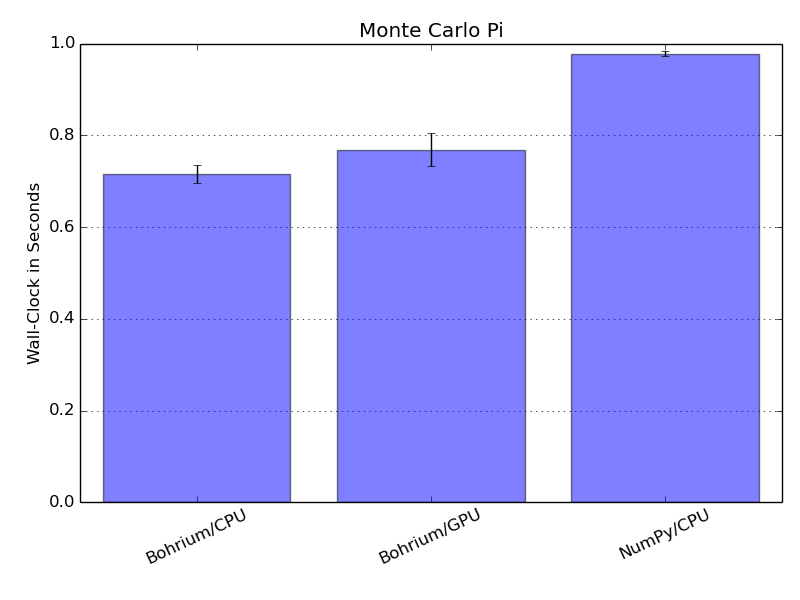 Monte Carlo Pi
Wall-Clock in Seconds
1.0
0.8
0.6
0.4
0.2
0.0
Bohrium/CPU
Bohrium/GPU
NumPy/CPU